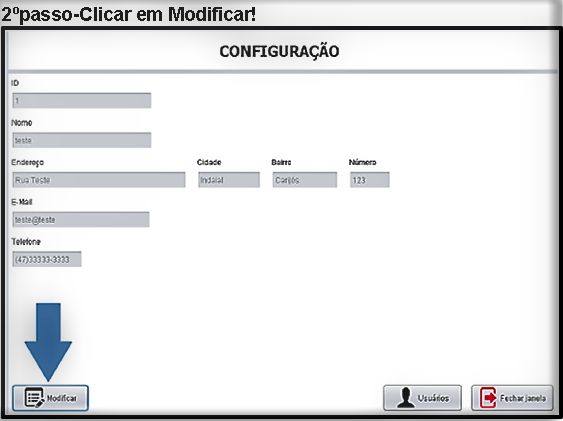 2ºpasso-Clicar em Modificar!
CONFIGURAÇÃO
ID
1
Nome
teste
Endereço Cidade Bairro Número
Rua Teste Indaial Carijós 123
E-Mail
teste@teste
Telefone
(47)33333-3333
Modificar Usuários Fechar janela